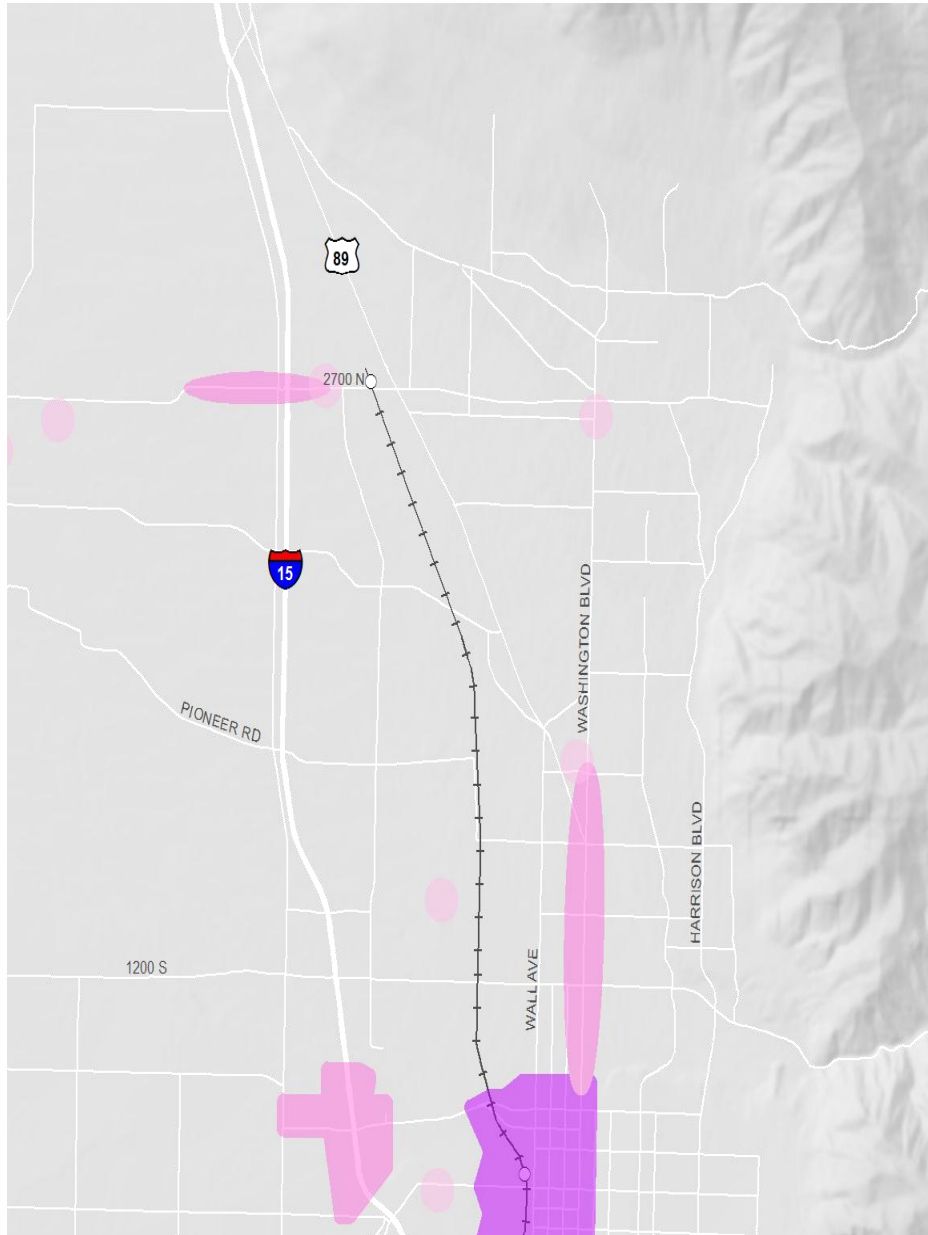 89
2700 N
15
WASHINGTON BLVD
PIONEER RD
HARRISON BLVD
WALL AVE
1200 S